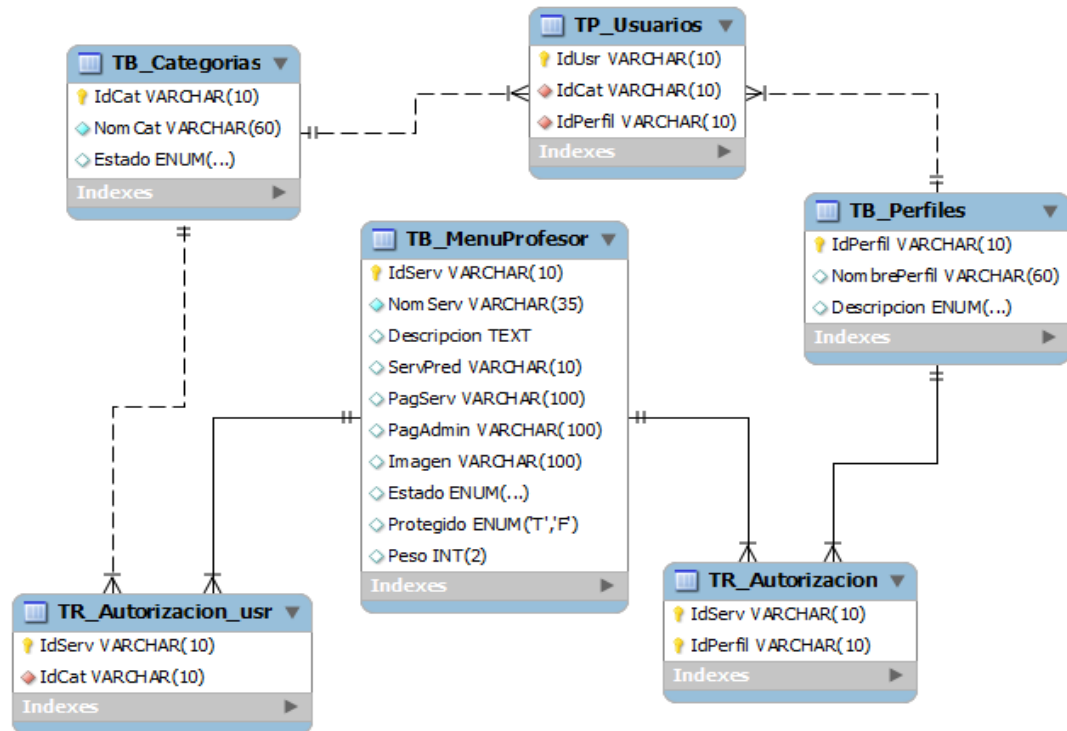 TP_Usuarios
IdUsr VARCHAR(10)
IdCat VARCHAR(10)
IdPerfil VARCHAR(10)
Indexes
TB_Categorias
IdCat VARCHAR(10)
NomCat VARCHAR(60)
Estado ENUM(...)
Indexes
TB_Perfiles
IdPerfil VARCHAR(10)
NombrePerfil VARCHAR(60)
Descripcion ENUM(...)
Indexes
TB_MenuProfesor
IdServ VARCHAR(10)
NomServ VARCHAR(35)
Descripcion TEXT
ServPred VARCHAR(10)
PagServ VARCHAR(100)
PagAdmin VARCHAR(100)
Imagen VARCHAR(100)
Estado ENUM(...)
Protegido ENUM('T','F')
Peso INT(2)
Indexes
TR_Autorizacion_usr
IdServ VARCHAR(10)
IdCat VARCHAR(10)
Indexes
TR_Autorizacion
IdServ VARCHAR(10)
IdPerfil VARCHAR(10)
Indexes